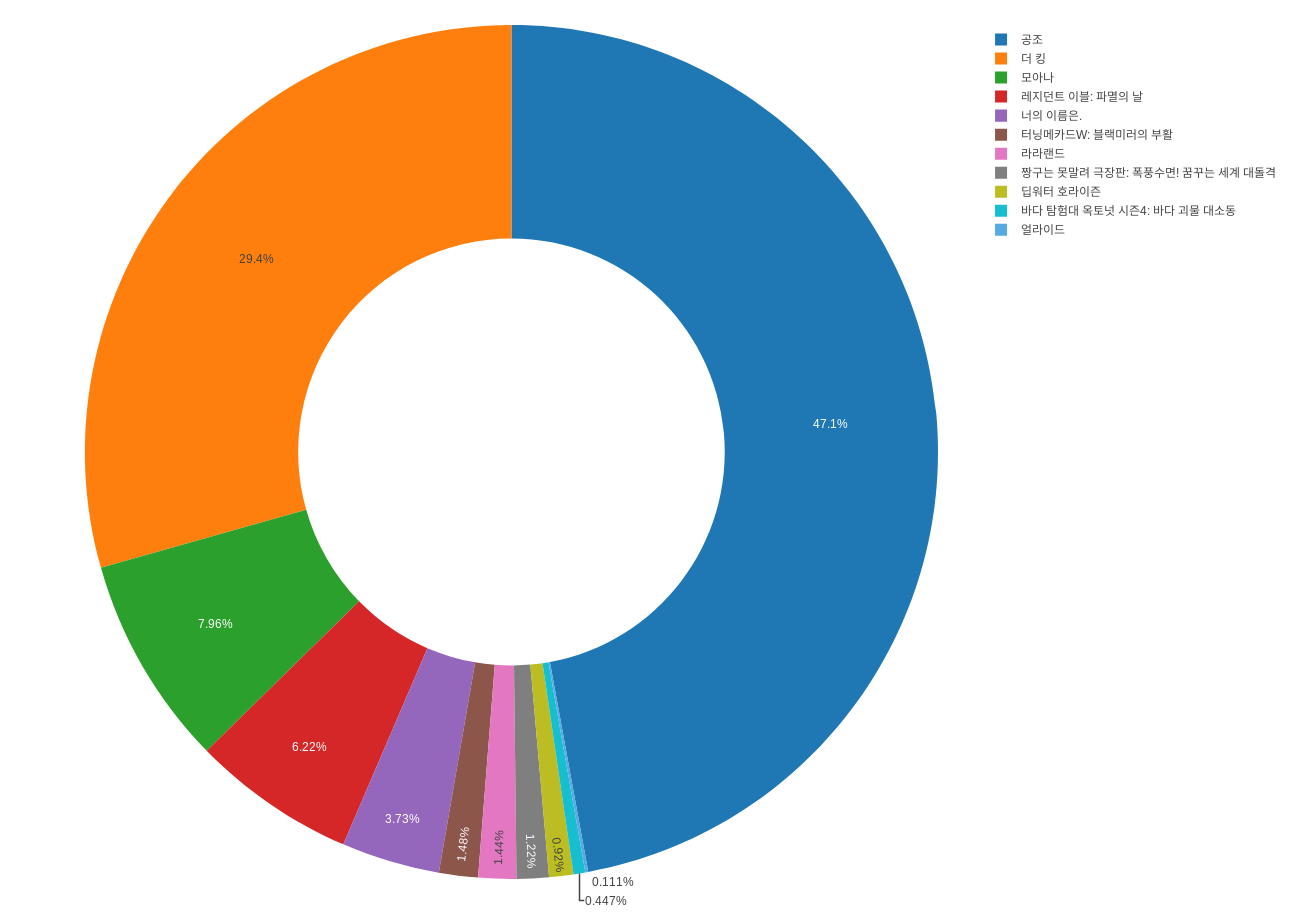 공조
더 킹
모아나
레지던트 이블: 파멸의 날
너의 이름은.
터닝메카드W: 블랙미러의 부활
라라랜드
짱구는 못말려 극장판: 폭풍수면! 꿈꾸는 세계 대돌격
딥워터 호라이즌
바다 탐험대 옥토넛 시즌4: 바다 괴물 대소동
얼라이드
29.4%
47.1%
7.96%
6.22%
3.73%
1.48%
1.44%
1.22%
0.92%
0.111%
0.447%